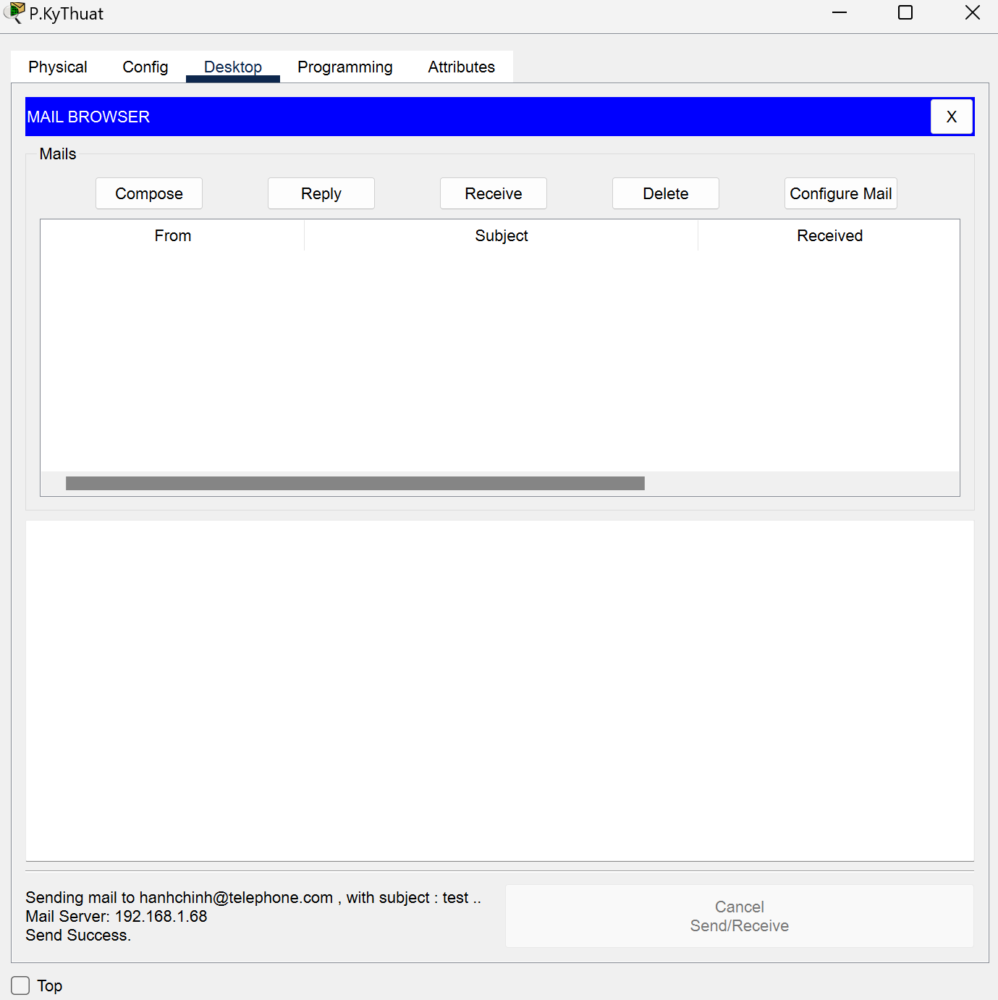 P.KyThuat
Physical Config Desktop Programming Attributes
MAIL BROWSER X
Mails
Compose Reply Receive Delete Configure Mail
From Subject Received
Sending mail to hanhchinh@telephone.com , with subject : test ..
Mail Server: 192.168.1.68
Send Success.
Cancel
Send/Receive
Top